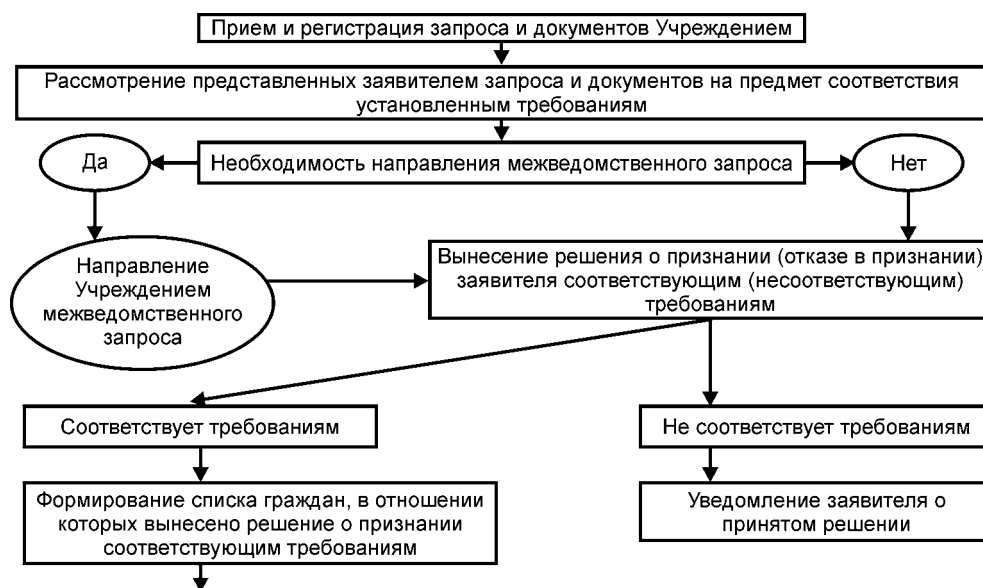 Прием и регистрация запроса и документов Учреждением
Рассмотрение представленных заявителем запроса и документов на предмет соответствия
установленным требованиям
Да
Необходимость направления межведомственного запроса
Нет
Направление
Учреждением
межведомственного
запроса
Вынесение решения о признании (отказе в признании)
заявителя соответствующим (несоответствующим)
требованиям
Соответствует требованиям
Не соответствует требованиям
Формирование списка граждан, в отношении
которых вынесено решение о признании
соответствующим требованиям
Уведомление заявителя о
принятом решении